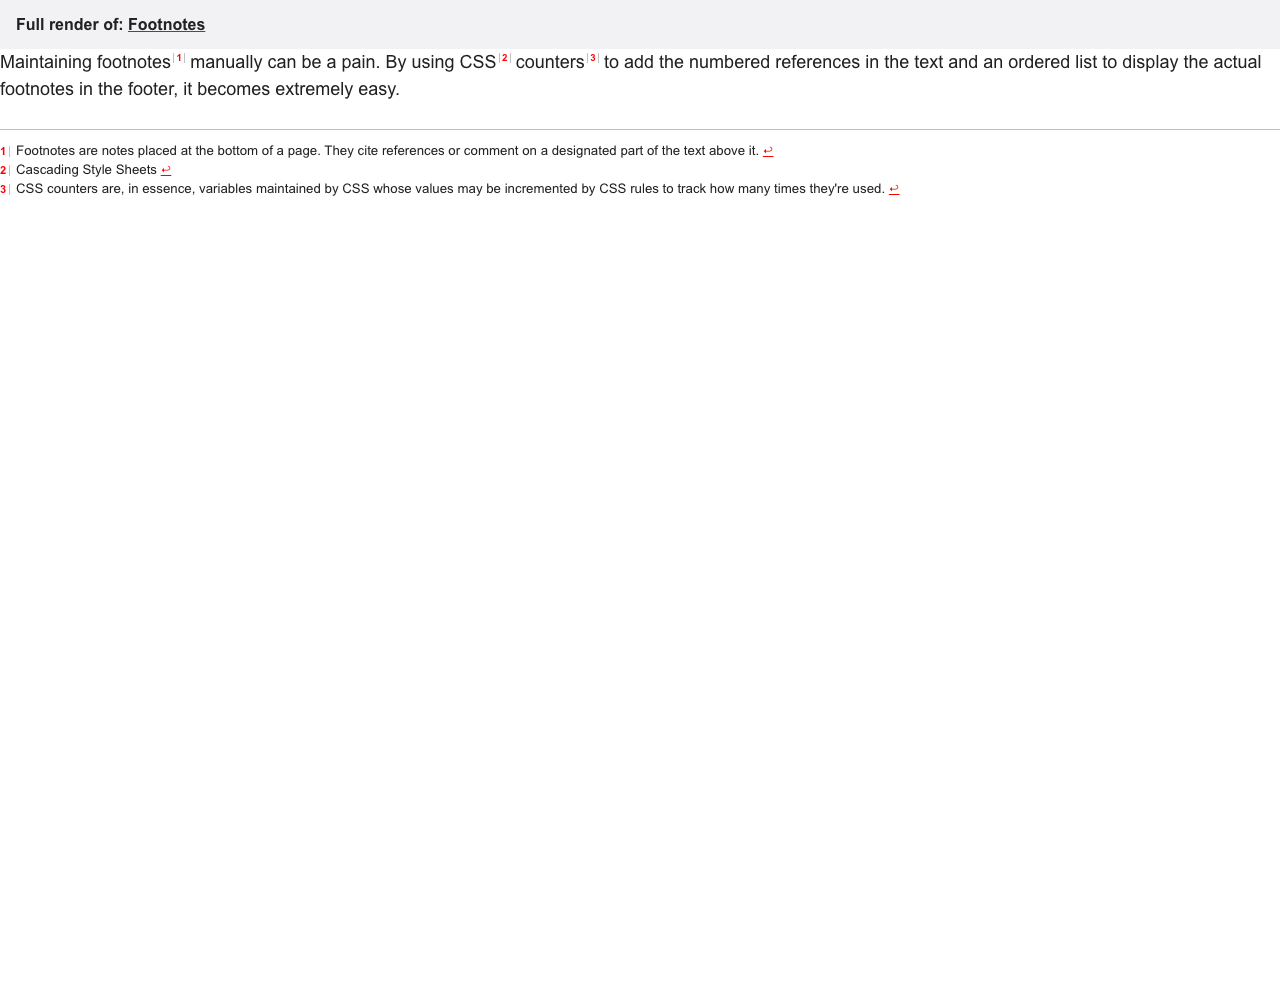 Full render of: Footnotes
Maintaining footnotes|1| manually can be a pain. By using CSS|2| counters|3| to add the numbered references in the text and an ordered list to display the actual
footnotes in the footer, it becomes extremely easy.
1| Footnotes are notes placed at the bottom of a page. They cite references or comment on a designated part of the text above it. ↩
2| Cascading Style Sheets ↩
3| CSS counters are, in essence, variables maintained by CSS whose values may be incremented by CSS rules to track how many times they're used. ↩